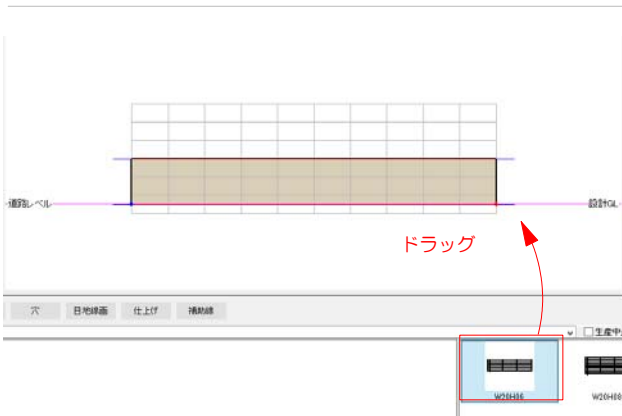 道路レベル
設計GL
ドラッグ
穴
目地線画
仕上げ
補助線
生産中
W20H06
W20H08